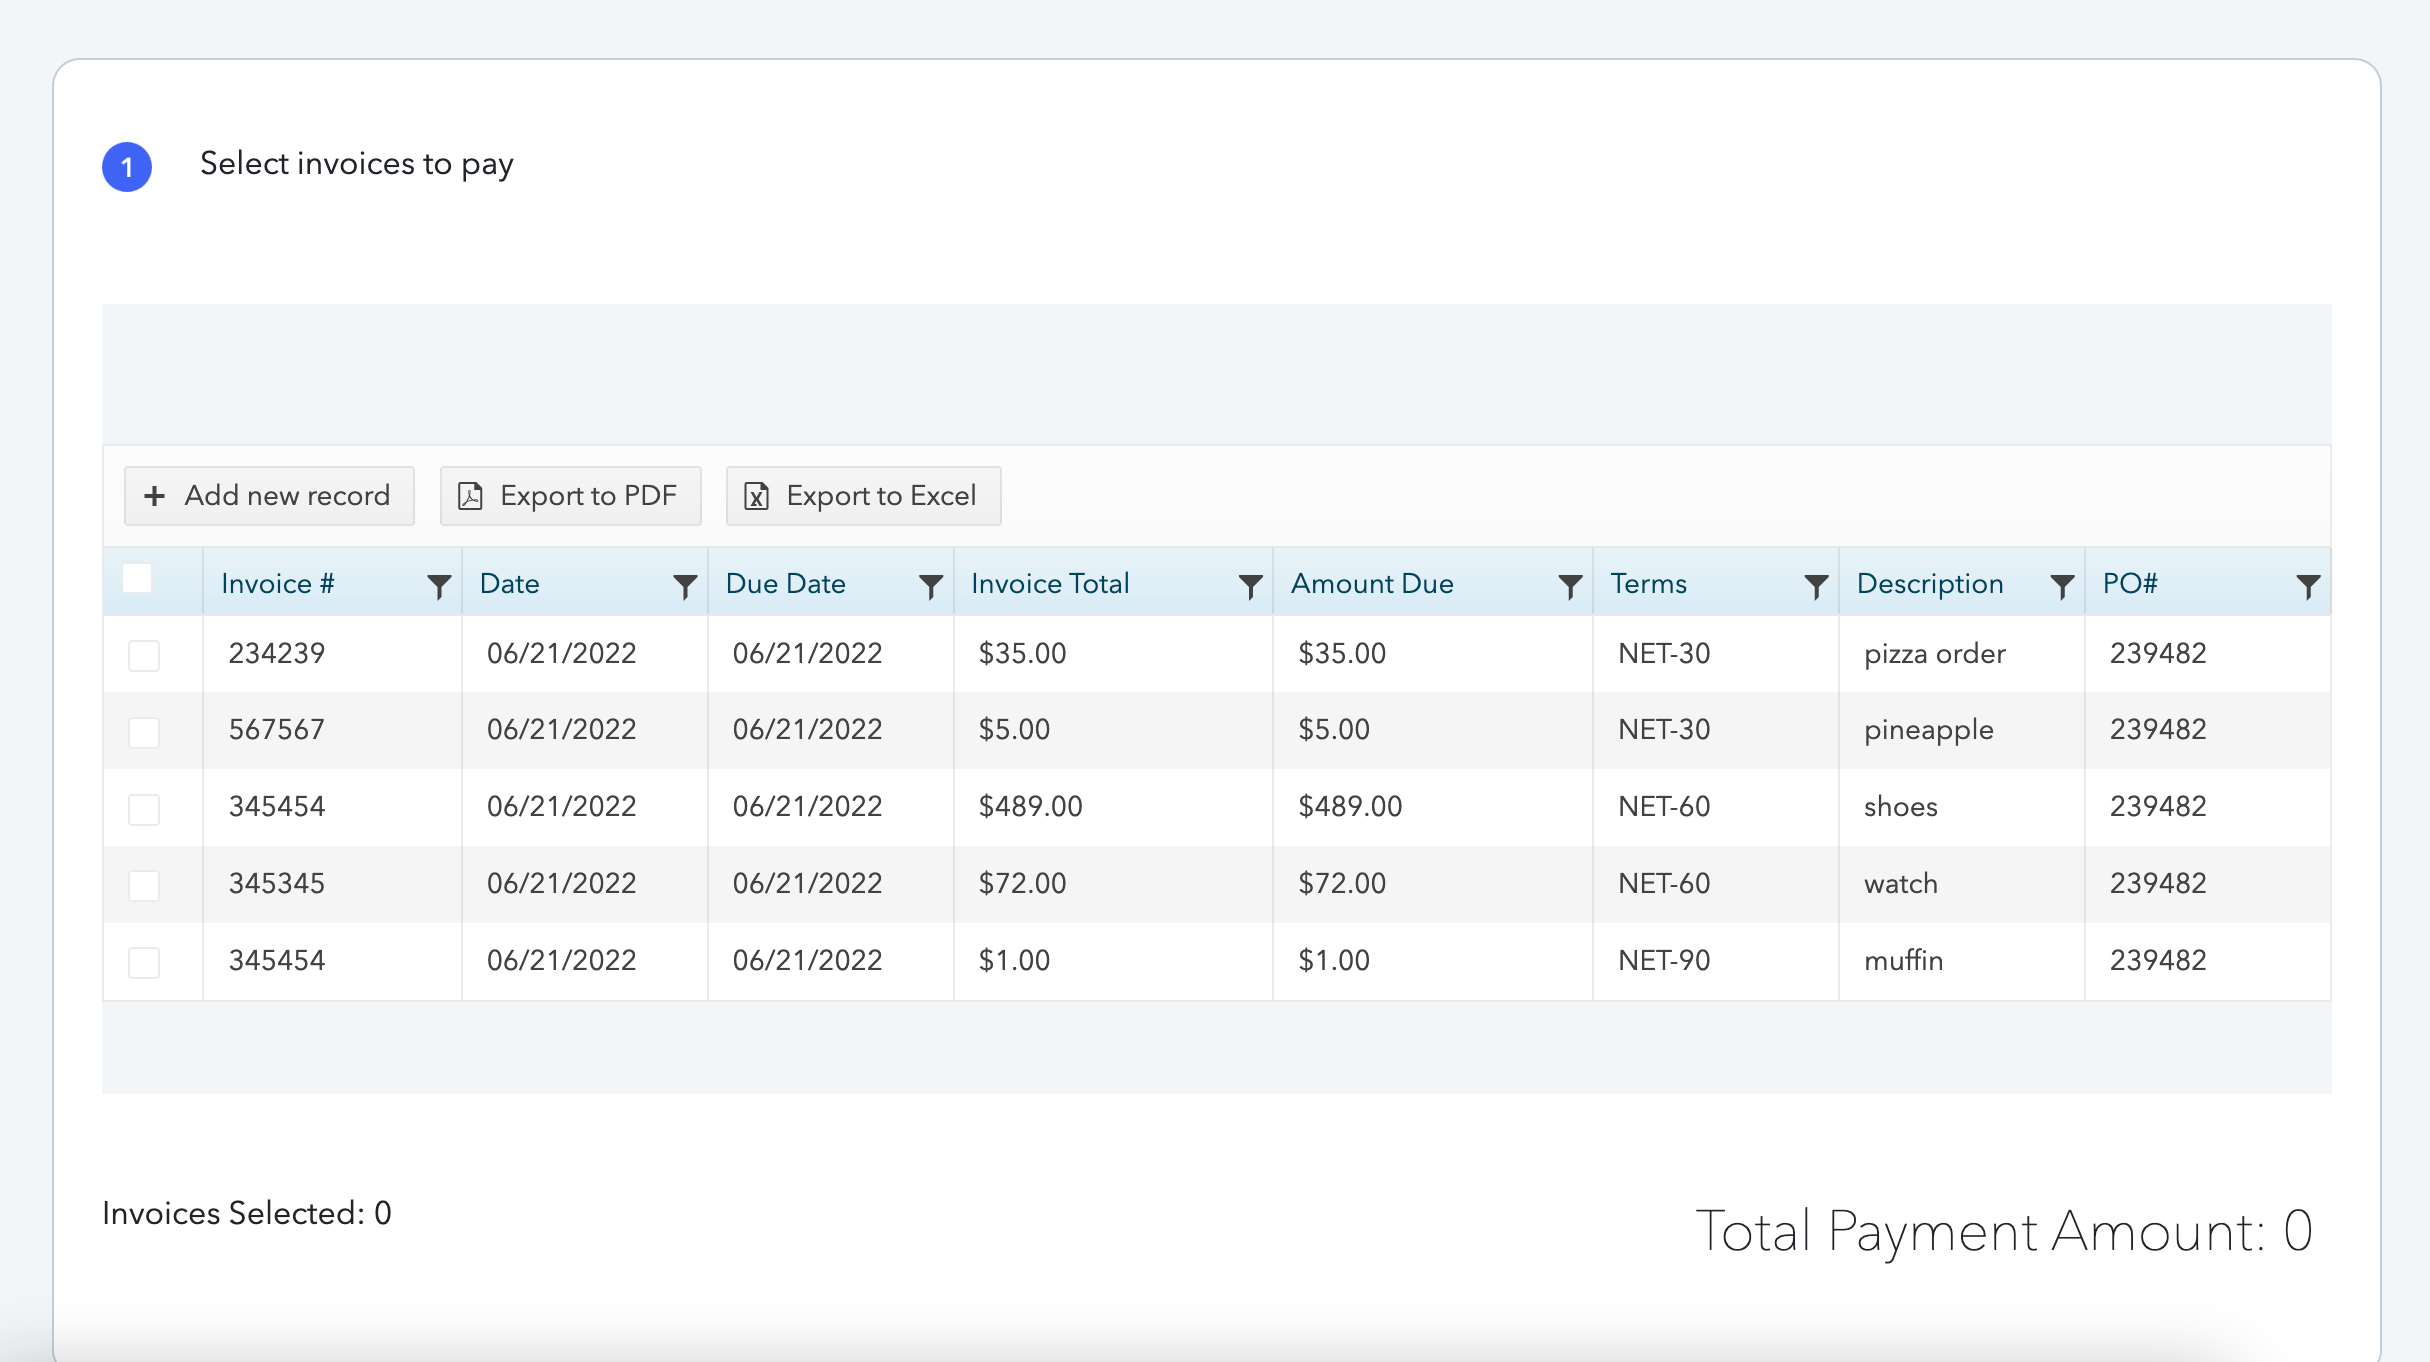 1 Select invoices to pay
Add new record Export to PDF Export to Excel
Invoice # Date Due Date Invoice Total Amount Due Terms Description PO#
234239 06/21/2022 06/21/2022 $35.00 $35.00 NET-30 pizza order 239482
567567 06/21/2022 06/21/2022 $5.00 $5.00 NET-30 pineapple 239482
345454 06/21/2022 06/21/2022 $489.00 $489.00 NET-60 shoes 239482
345345 06/21/2022 06/21/2022 $72.00 $72.00 NET-60 watch 239482
345454 06/21/2022 06/21/2022 $1.00 $1.00 NET-90 muffin 239482
Invoices Selected: 0
Total Payment Amount: 0